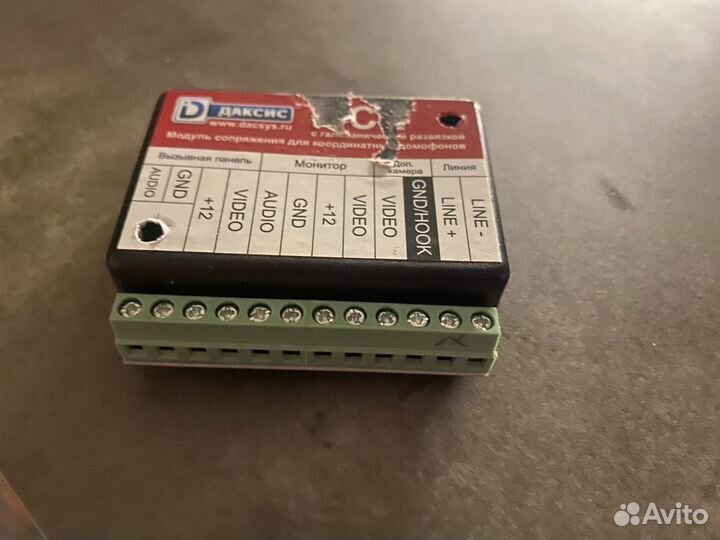 ДАКСИС
www.dacsys.ru
с гальванической развязкой
Модуль сопряжения для координатных домофонов
Вызывная панель
Монитор
Доп. камера
Линия
AUDIO
GND
+12
VIDEO
AUDIO
GND
+12
VIDEO
VIDEO
GND/HOOK
LINE +
LINE -
Avito